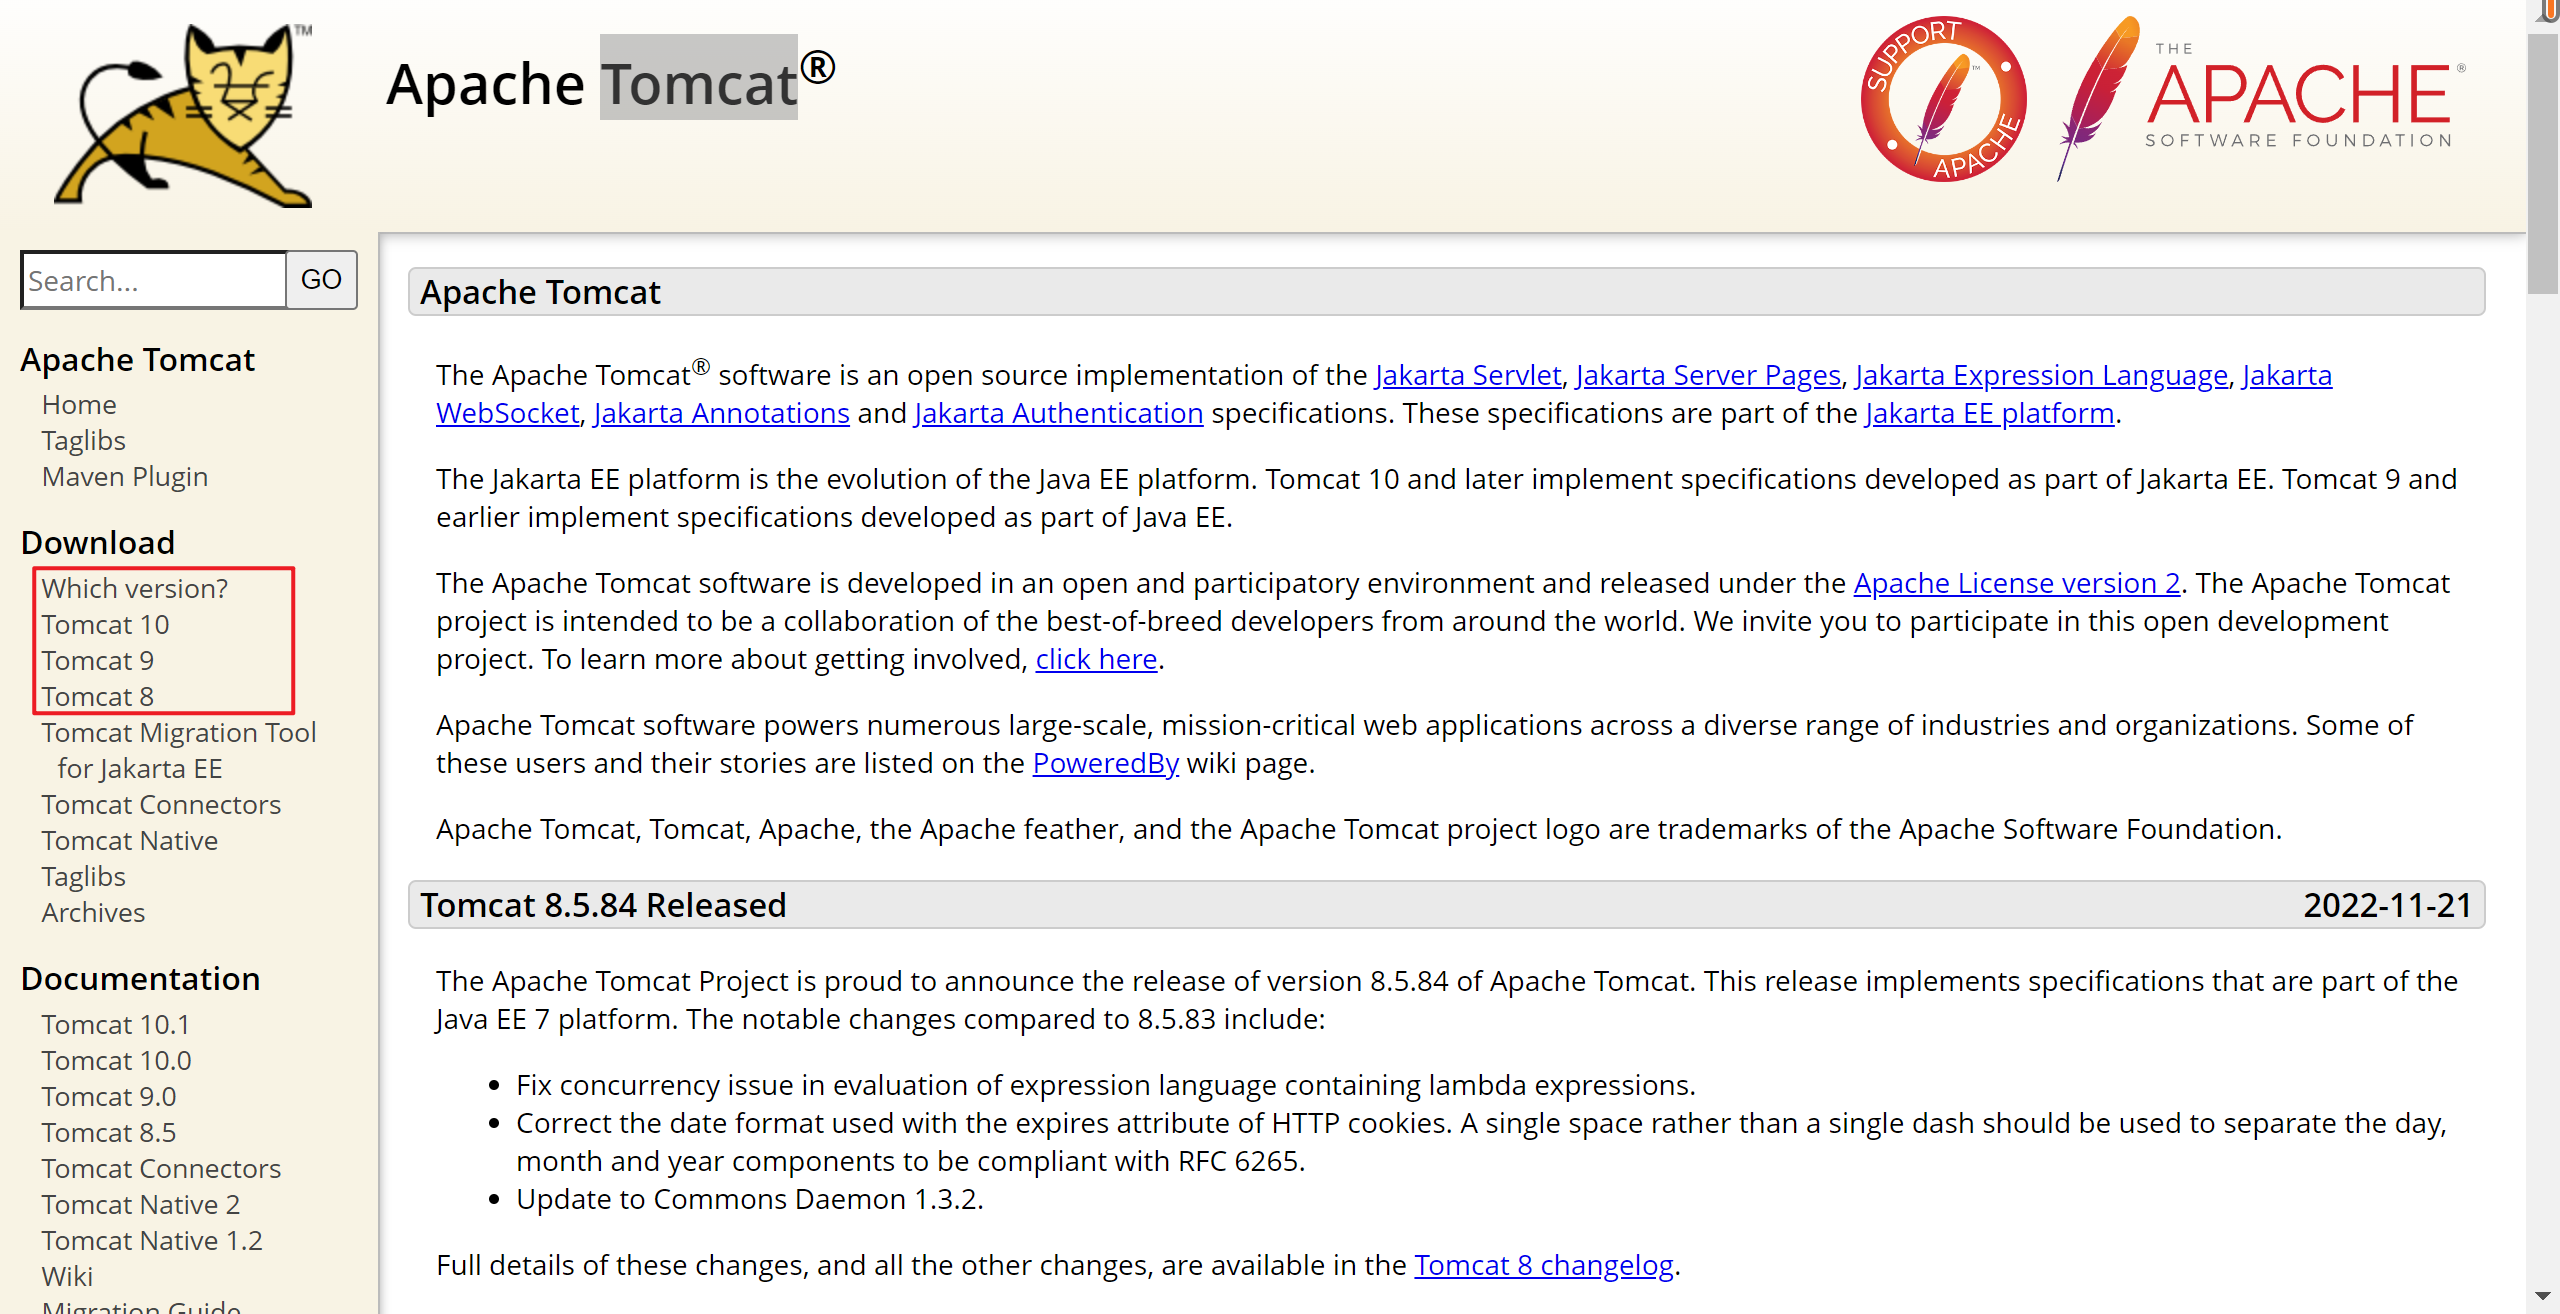 TM
Apache Tomcat®
SUPPORT
APACHE
™
THE
APACHE®
SOFTWARE FOUNDATION
Search...
GO
Apache Tomcat
Home
Taglibs
Maven Plugin
Download
Which version?
Tomcat 10
Tomcat 9
Tomcat 8
Tomcat Migration Tool
for Jakarta EE
Tomcat Connectors
Tomcat Native
Taglibs
Archives
Documentation
Tomcat 10.1
Tomcat 10.0
Tomcat 9.0
Tomcat 8.5
Tomcat Connectors
Tomcat Native 2
Tomcat Native 1.2
Wiki
Migration Guide
Apache Tomcat
The Apache Tomcat® software is an open source implementation of the Jakarta Servlet, Jakarta Server Pages, Jakarta Expression Language, Jakarta
WebSocket, Jakarta Annotations and Jakarta Authentication specifications. These specifications are part of the Jakarta EE platform.
The Jakarta EE platform is the evolution of the Java EE platform. Tomcat 10 and later implement specifications developed as part of Jakarta EE. Tomcat 9 and
earlier implement specifications developed as part of Java EE.
The Apache Tomcat software is developed in an open and participatory environment and released under the Apache License version 2. The Apache Tomcat
project is intended to be a collaboration of the best-of-breed developers from around the world. We invite you to participate in this open development
project. To learn more about getting involved, click here.
Apache Tomcat software powers numerous large-scale, mission-critical web applications across a diverse range of industries and organizations. Some of
these users and their stories are listed on the PoweredBy wiki page.
Apache Tomcat, Tomcat, Apache, the Apache feather, and the Apache Tomcat project logo are trademarks of the Apache Software Foundation.
Tomcat 8.5.84 Released 2022-11-21
The Apache Tomcat Project is proud to announce the release of version 8.5.84 of Apache Tomcat. This release implements specifications that are part of the
Java EE 7 platform. The notable changes compared to 8.5.83 include:
• Fix concurrency issue in evaluation of expression language containing lambda expressions.
• Correct the date format used with the expires attribute of HTTP cookies. A single space rather than a single dash should be used to separate the day,
month and year components to be compliant with RFC 6265.
• Update to Commons Daemon 1.3.2.
Full details of these changes, and all the other changes, are available in the Tomcat 8 changelog.